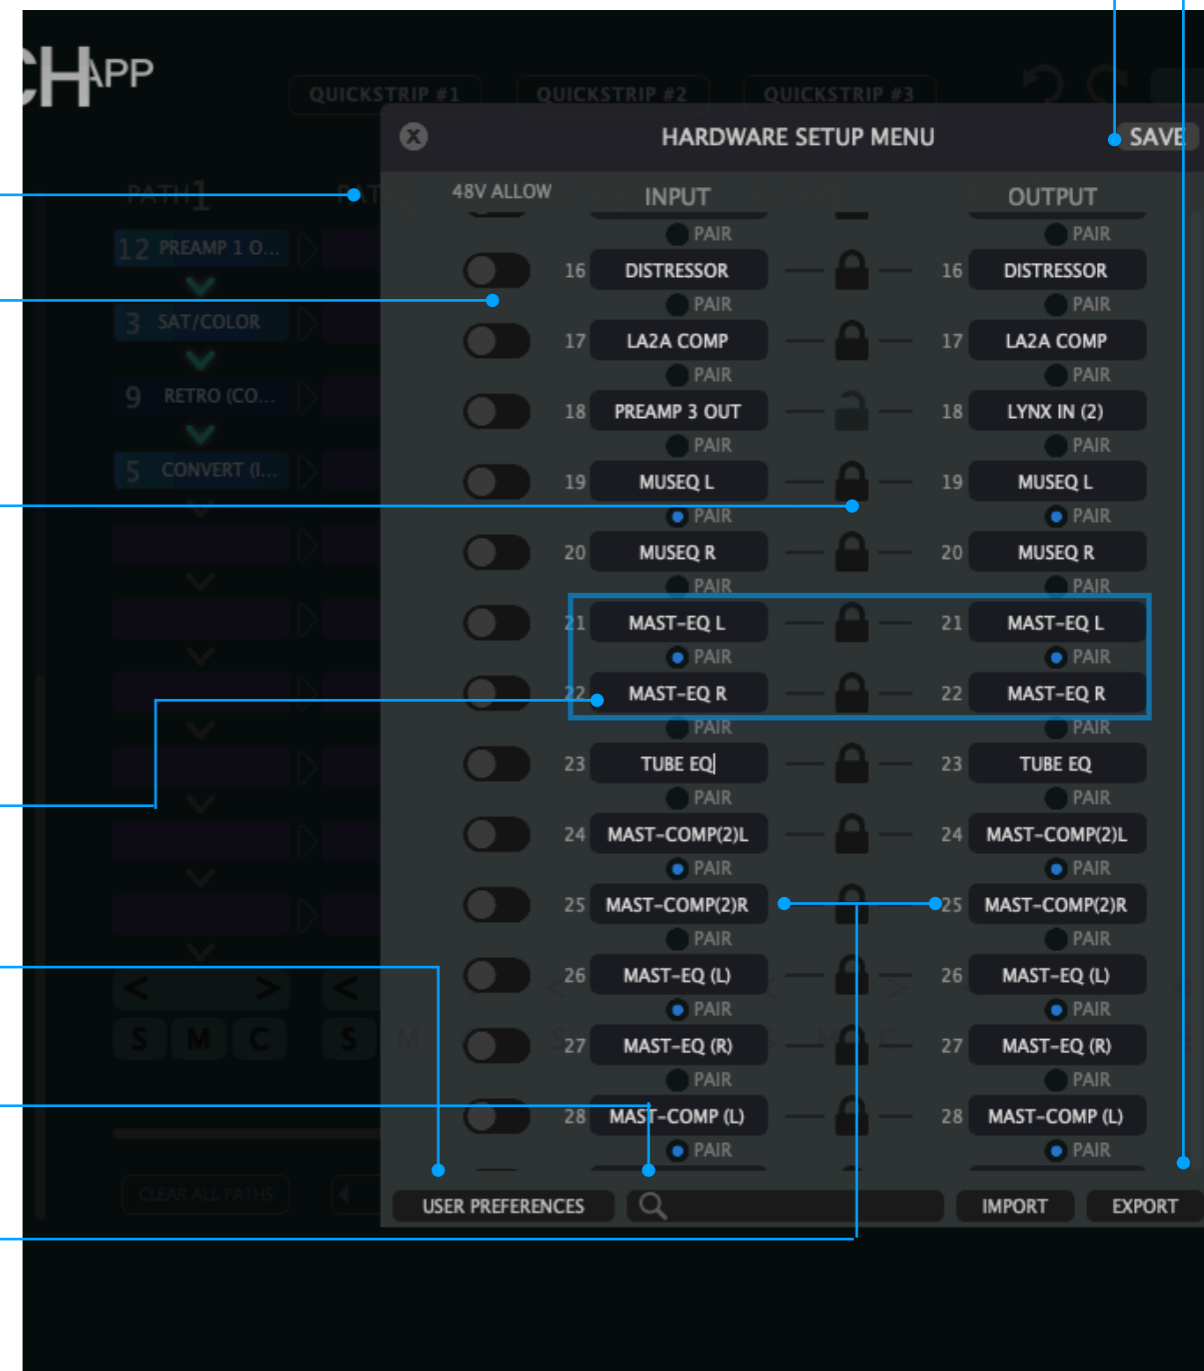 CH APP
QUICKSTRIP #1 QUICKSTRIP #2 QUICKSTRIP #3
X HARDWARE SETUP MENU SAVE
PATH1 PAT 48V ALLOW INPUT OUTPUT
PAIR PAIR
12 PREAMP 1 O... 16 DISTRESSOR 16 DISTRESSOR
PAIR PAIR
3 SAT/COLOR 17 LA2A COMP 17 LA2A COMP
PAIR PAIR
9 RETRO (CO... 18 PREAMP 3 OUT 18 LYNX IN (2)
PAIR PAIR
5 CONVERT (I... 19 MUSEQ L 19 MUSEQ L
PAIR PAIR
20 MUSEQ R 20 MUSEQ R
PAIR PAIR
21 MAST-EQ L 21 MAST-EQ L
PAIR PAIR
22 MAST-EQ R 22 MAST-EQ R
PAIR PAIR
23 TUBE EQ 23 TUBE EQ
PAIR PAIR
24 MAST-COMP(2)L 24 MAST-COMP(2)L
PAIR PAIR
25 MAST-COMP(2)R 25 MAST-COMP(2)R
PAIR PAIR
< > < 26 MAST-EQ (L) 26 MAST-EQ (L)
PAIR PAIR
S M C S M 27 MAST-EQ (R) 27 MAST-EQ (R)
PAIR PAIR
28 MAST-COMP (L) 28 MAST-COMP (L)
PAIR PAIR
CLEAR ALL PATHS
USER PREFERENCES IMPORT EXPORT